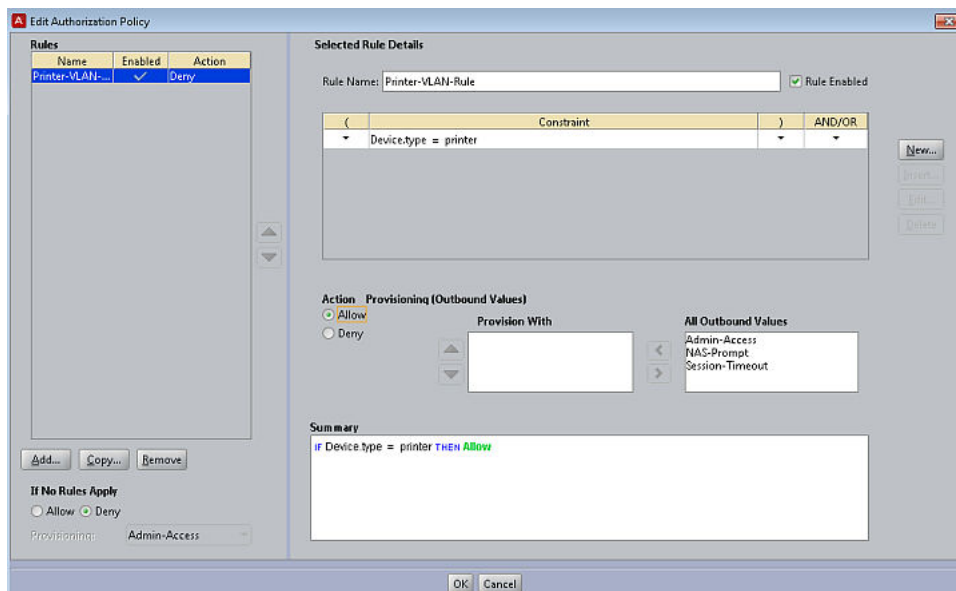 Edit Authorization Policy
Rules
Name Enabled Action
Printer-VLAN-... Deny
Add... Copy... Remove
If No Rules Apply
Allow Deny
Provisioning: Admin-Access
Selected Rule Details
Rule Name: Printer-VLAN-Rule Rule Enabled
( Constraint ) AND/OR
Device.type = printer
New...
Insert...
Edit...
Delete
Action Provisioning (Outbound Values)
Allow
Deny
Provision With
All Outbound Values
Admin-Access
NAS-Prompt
Session-Timeout
Summary
IF Device.type = printer THEN Allow
OK Cancel